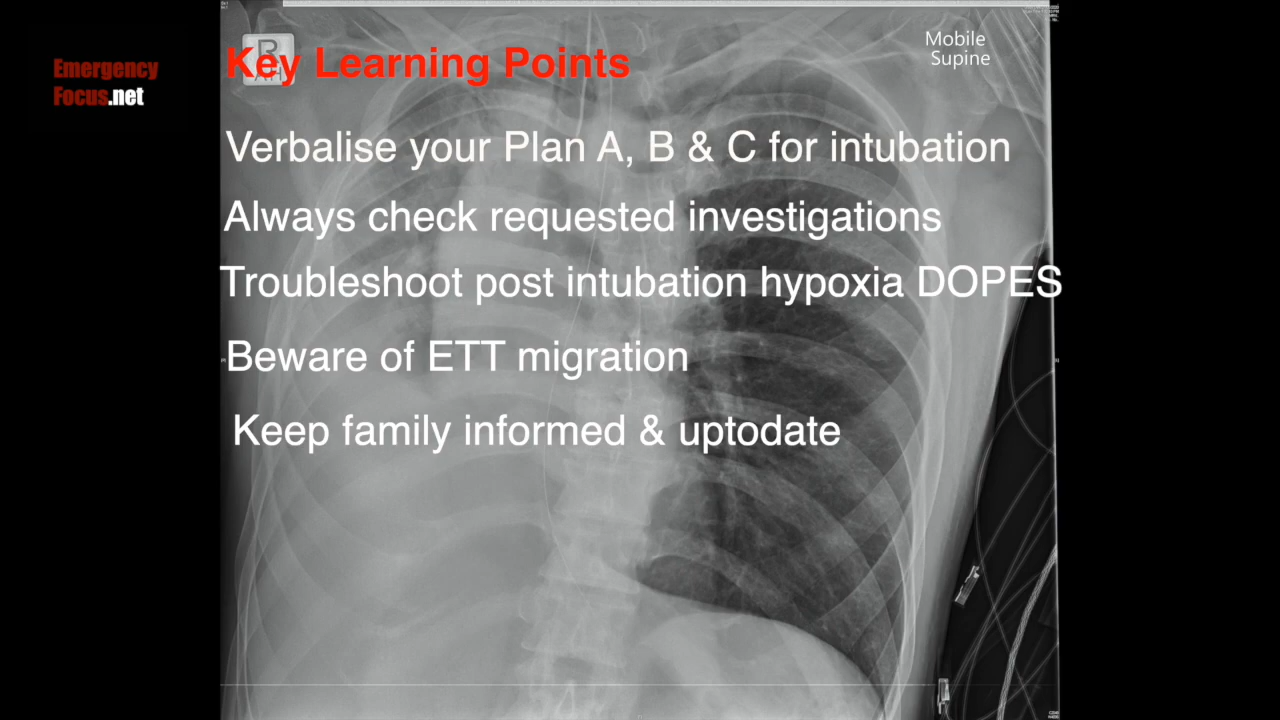 Emergency
Focus.net
R
Key Learning Points
Mobile
Supine
Verbalise your Plan A, B & C for intubation
Always check requested investigations
Troubleshoot post intubation hypoxia DOPES
Beware of ETT migration
Keep family informed & uptodate